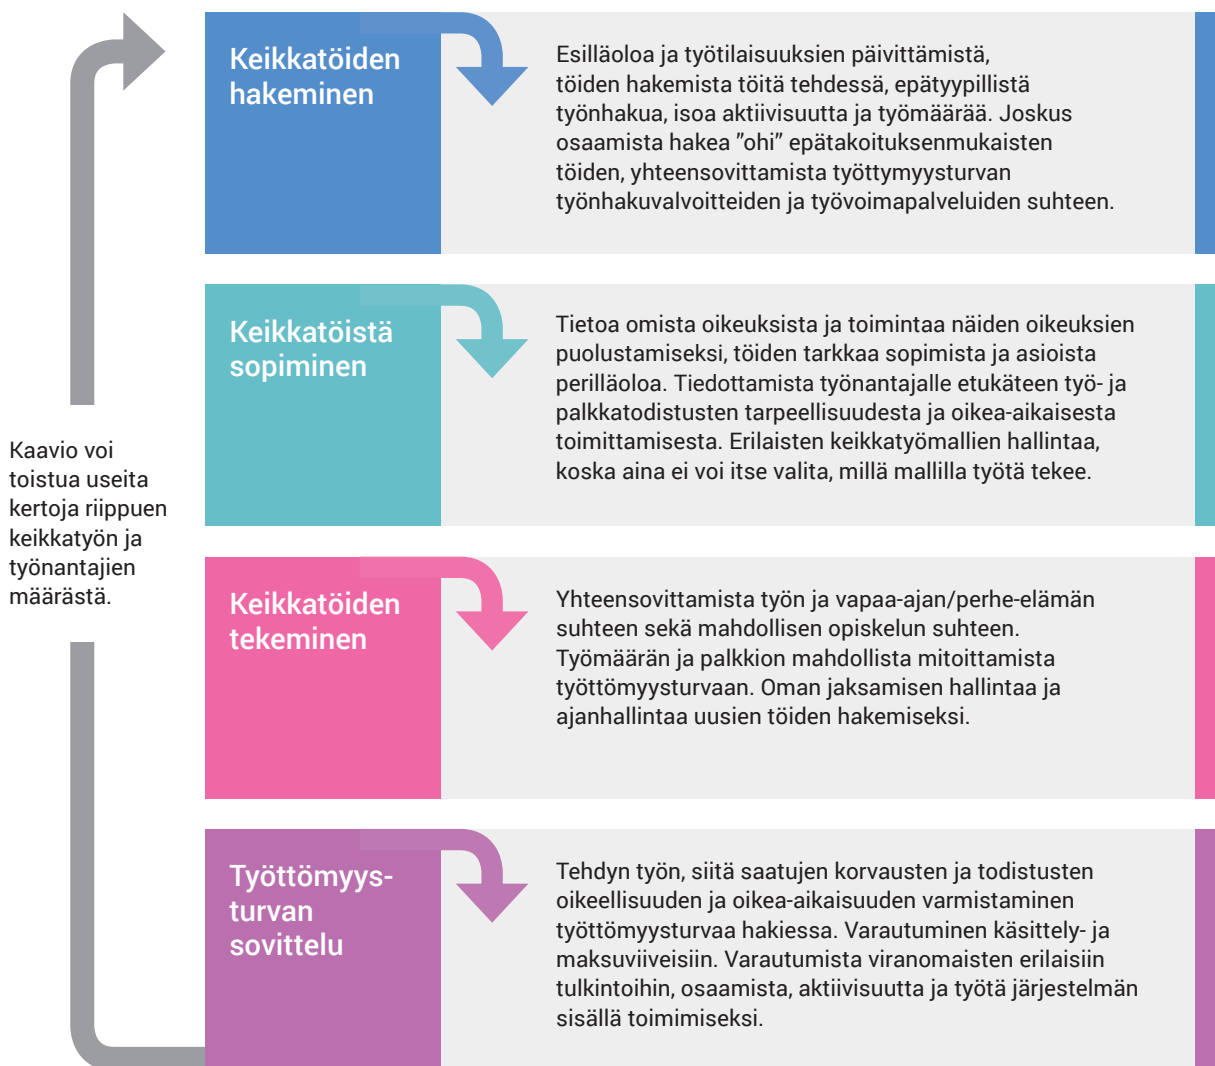 Keikkatöiden
hakeminen
Esilläoloa ja työtilaisuuksien päivittämistä,
töiden hakemista töitä tehdessä, epätyypillistä
työnhakua, isoa aktiivisuutta ja työmäärää. Joskus
osaamista hakea ”ohi” epätakoituksenmukaisten
töiden, yhteensovittamista työttymyysturvan
työnhakuvalvoitteiden ja työvoimapalveluiden suhteen.
Keikkatöistä
sopiminen
Tietoa omista oikeuksista ja toimintaa näiden oikeuksien
puolustamiseksi, töiden tarkkaa sopimista ja asioista
perilläoloa. Tiedottamista työnantajalle etukäteen työ- ja
palkkatodistusten tarpeellisuudesta ja oikea-aikaisesta
toimittamisesta. Erilaisten keikkatyömallien hallintaa,
koska aina ei voi itse valita, millä mallilla työtä tekee.
Kaavio voi
toistua useita
kertoja riippuen
keikkatyön ja
työnantajien
määrästä.
Keikkatöiden
tekeminen
Yhteensovittamista työn ja vapaa-ajan/perhe-elämän
suhteen sekä mahdollisen opiskelun suhteen.
Työmäärän ja palkkion mahdollista mitoittamista
työttömyysturvaan. Oman jaksamisen hallintaa ja
ajanhallintaa uusien töiden hakemiseksi.
Työttömyys-
turvan
sovittelu
Tehdyn työn, siitä saatujen korvausten ja todistusten
oikeellisuuden ja oikea-aikaisuuden varmistaminen
työttömyysturvaa hakiessa. Varautuminen käsittely- ja
maksuviiveisiin. Varautumista viranomaisten erilaisiin
tulkintoihin, osaamista, aktiivisuutta ja työtä järjestelmän
sisällä toimimiseksi.